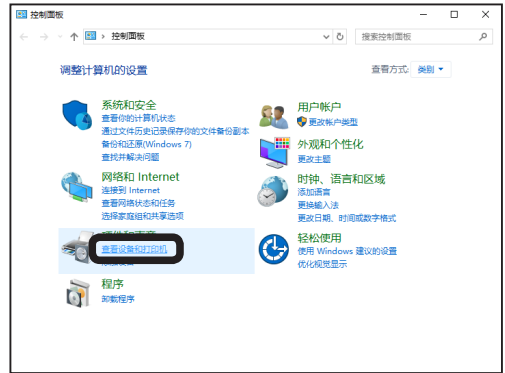 控制面板
控制面板
搜索控制面板
调整计算机的设置
查看方式: 类别
系统和安全
查看你的计算机状态
通过文件历史记录保存你的文件备份副本
备份和还原(Windows 7)
查找并解决问题
网络和 Internet
连接到 Internet
查看网络状态和任务
选择家庭组和共享选项
查看设备和打印机
程序
卸载程序
用户帐户
更改帐户类型
外观和个性化
更改主题
时钟、语言和区域
添加语言
更换输入法
更改日期、时间或数字格式
轻松使用
使用 Windows 建议的设置
优化视觉显示